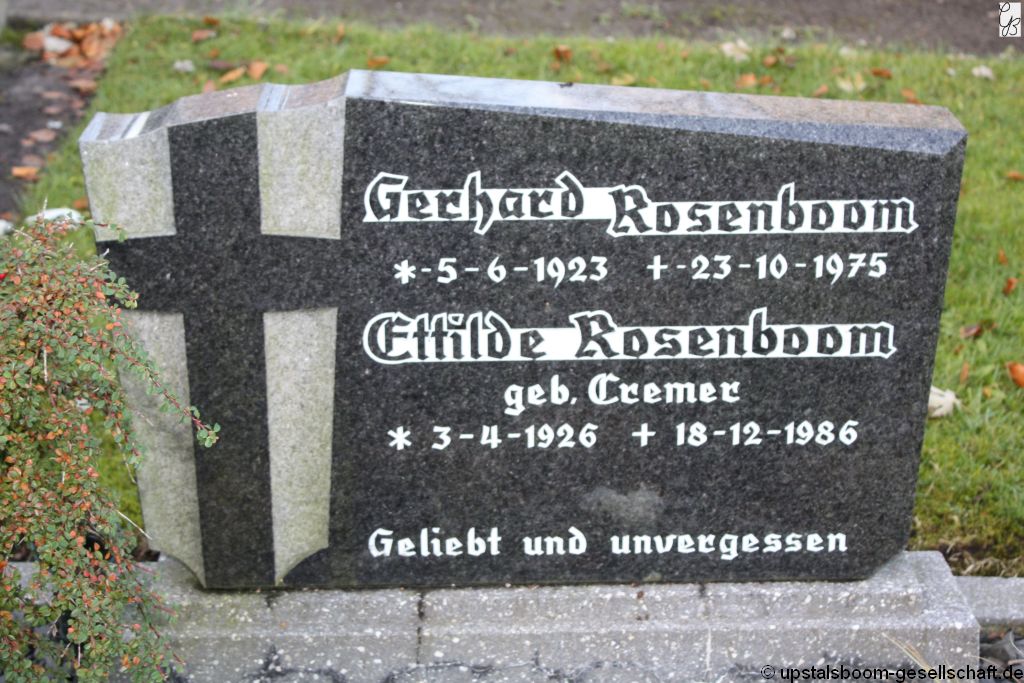 Gerhard Rosenboom
*-5-6-1923 +-23-10-1975
Ettilde Rosenboom
geb. Cremer
* 3-4-1926 + 18-12-1986
Geliebt und unvergessen
© upstalsboom-gesellschaft.de